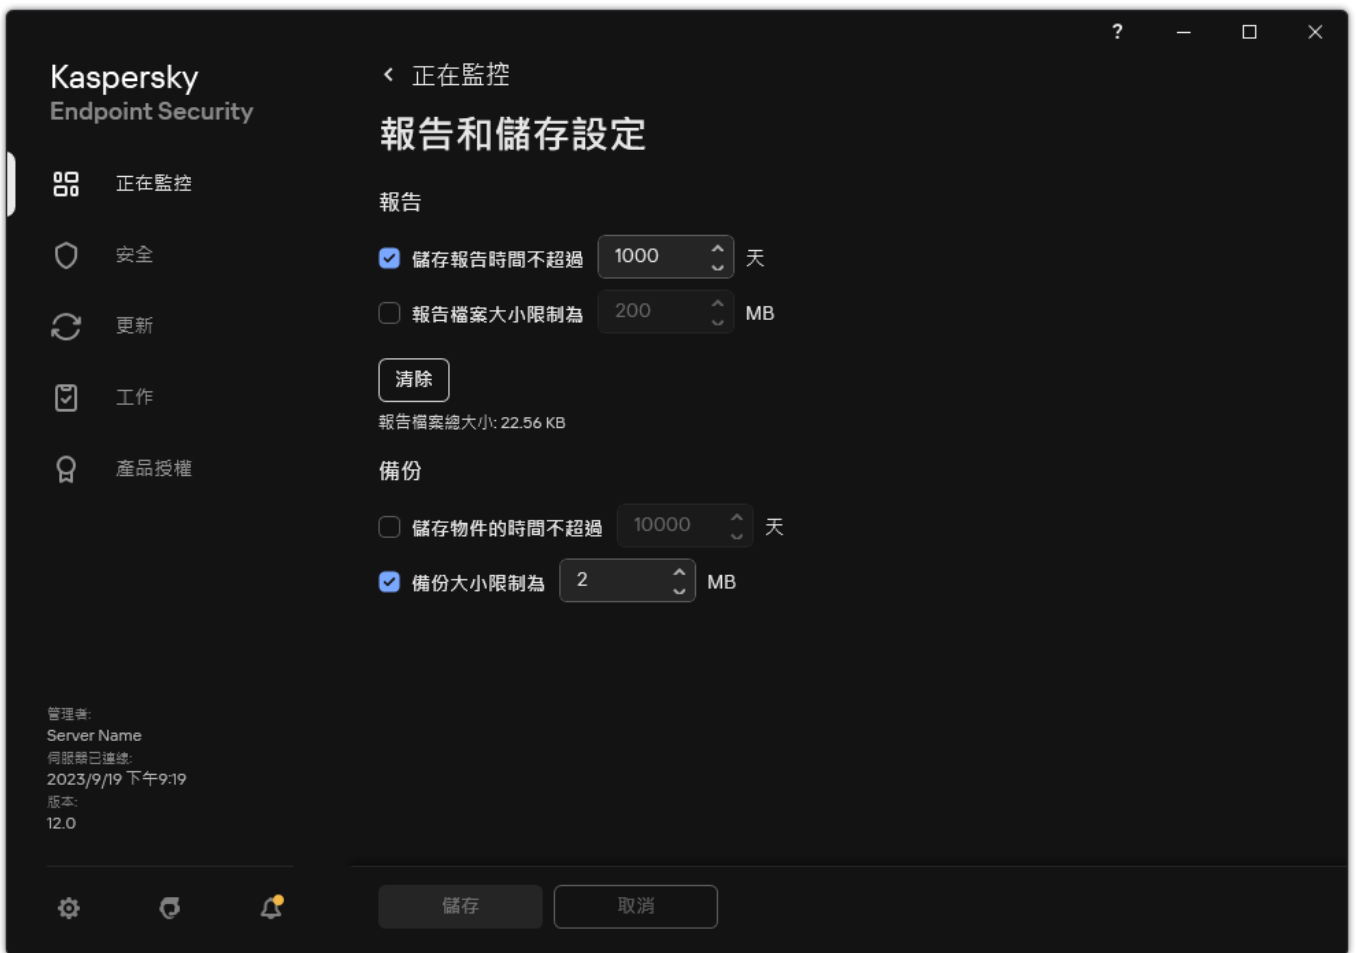 ?
Kaspersky
Endpoint Security
正在監控
安全
更新
工作
產品授權
管理者:
Server Name
伺服器已連線:
2023/9/19 下午9:19
版本:
12.0
正在監控
報告和儲存設定
報告
儲存報告時間不超過 1000 天
報告檔案大小限制為 200 MB
清除
報告檔案總大小: 22.56 KB
備份
儲存物件的時間不超過 10000 天
備份大小限制為 2 MB
儲存 取消